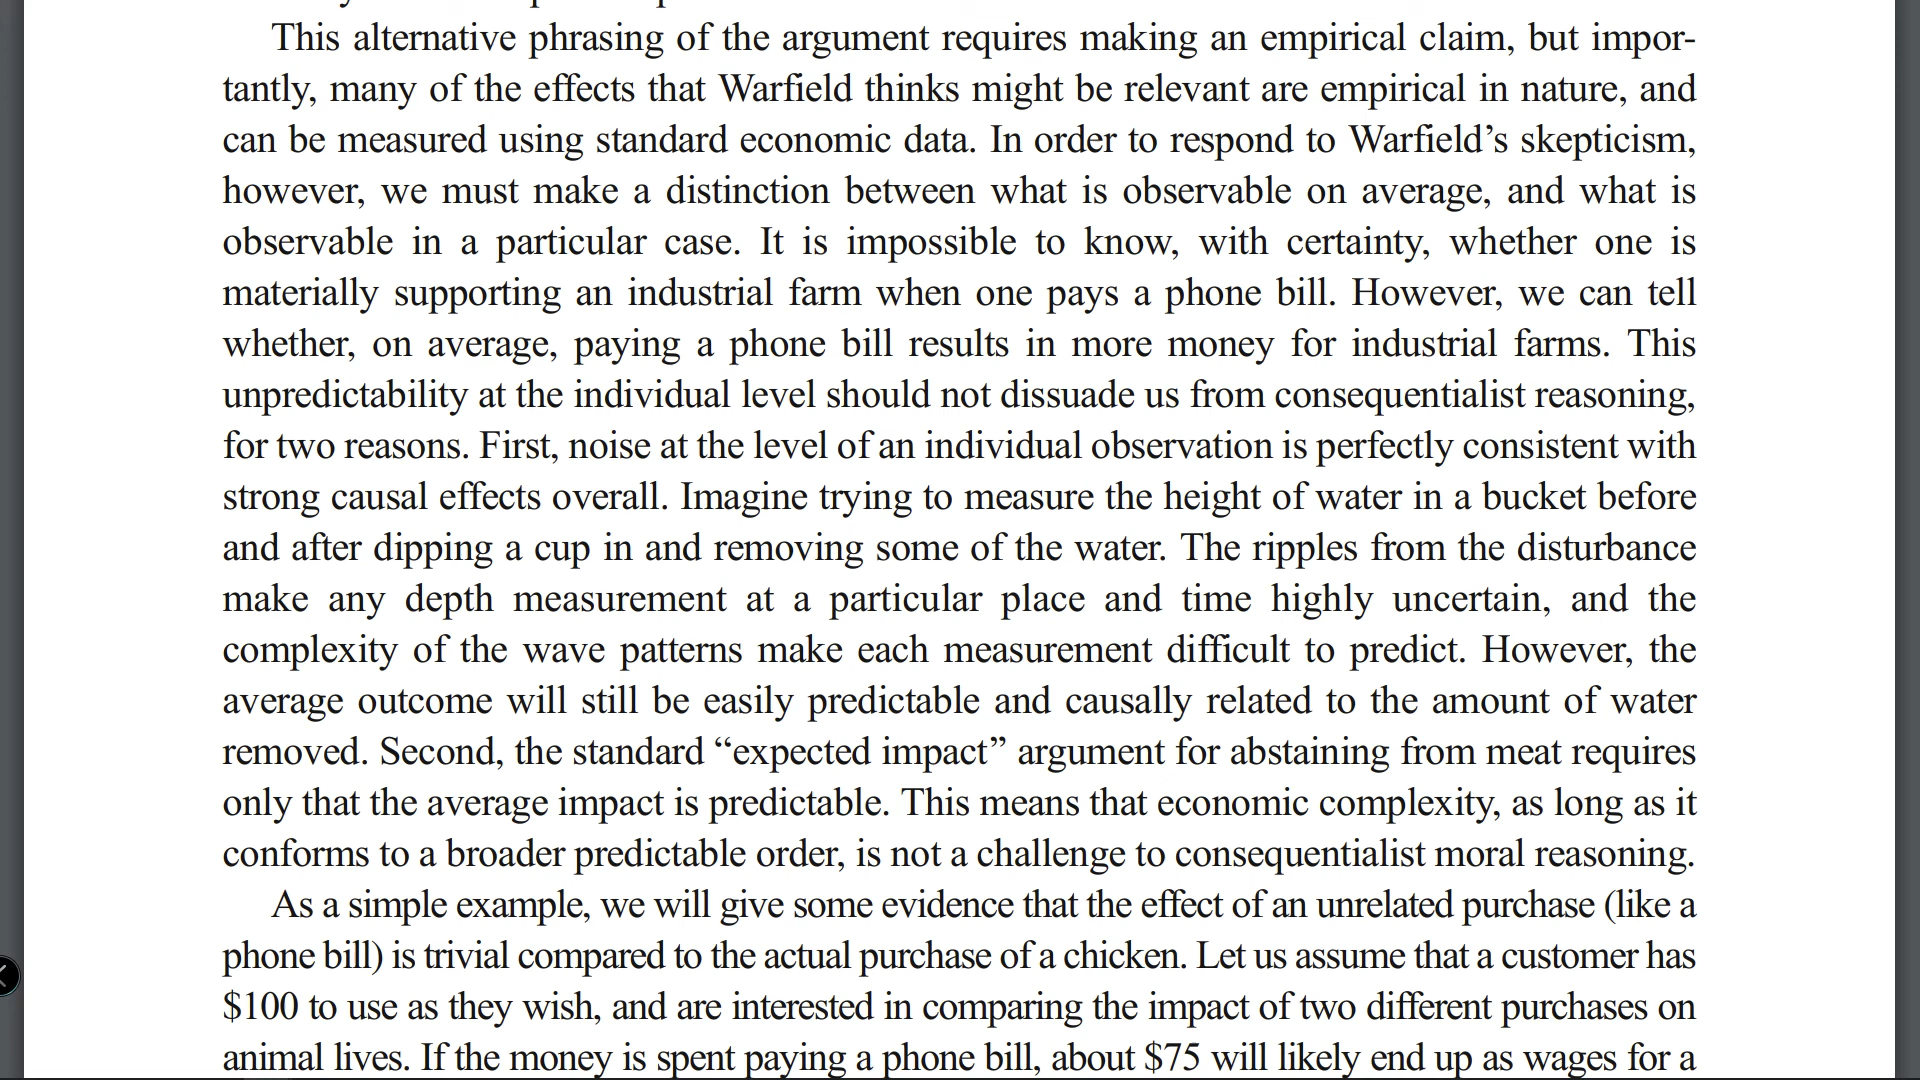 This alternative phrasing of the argument requires making an empirical claim, but impor-
tantly, many of the effects that Warfield thinks might be relevant are empirical in nature, and
can be measured using standard economic data. In order to respond to Warfield’s skepticism,
however, we must make a distinction between what is observable on average, and what is
observable in a particular case. It is impossible to know, with certainty, whether one is
materially supporting an industrial farm when one pays a phone bill. However, we can tell
whether, on average, paying a phone bill results in more money for industrial farms. This
unpredictability at the individual level should not dissuade us from consequentialist reasoning,
for two reasons. First, noise at the level of an individual observation is perfectly consistent with
strong causal effects overall. Imagine trying to measure the height of water in a bucket before
and after dipping a cup in and removing some of the water. The ripples from the disturbance
make any depth measurement at a particular place and time highly uncertain, and the
complexity of the wave patterns make each measurement difficult to predict. However, the
average outcome will still be easily predictable and causally related to the amount of water
removed. Second, the standard “expected impact” argument for abstaining from meat requires
only that the average impact is predictable. This means that economic complexity, as long as it
conforms to a broader predictable order, is not a challenge to consequentialist moral reasoning.
As a simple example, we will give some evidence that the effect of an unrelated purchase (like a
phone bill) is trivial compared to the actual purchase of a chicken. Let us assume that a customer has
$100 to use as they wish, and are interested in comparing the impact of two different purchases on
animal lives. If the money is spent paying a phone bill, about $75 will likely end up as wages for a